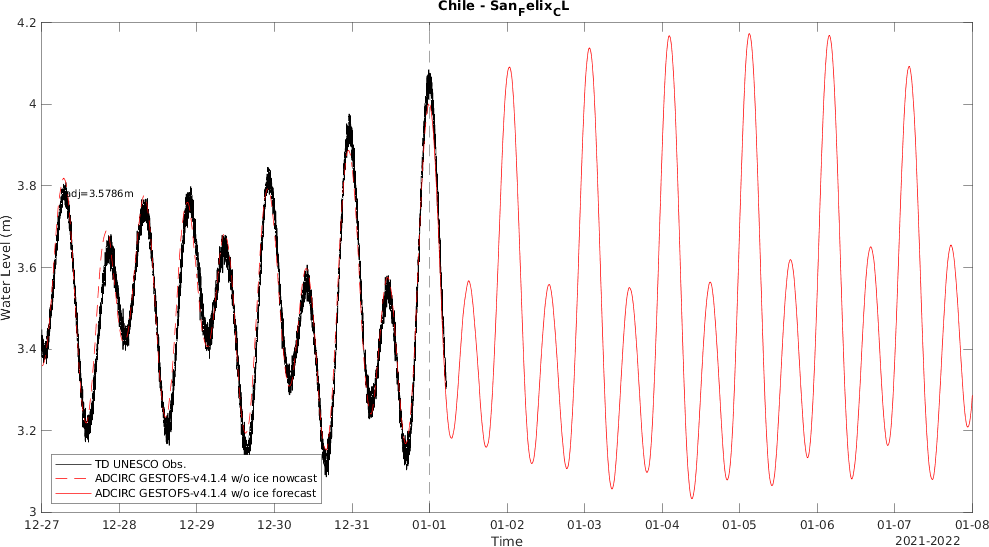 Chile - SanFelixCL
4.2
4
3.8
3.6
3.4
3.2
3
Water Level (m)
adj=3.5786m
TD UNESCO Obs.
ADCIRC GESTOFS-v4.1.4 w/o ice nowcast
ADCIRC GESTOFS-v4.1.4 w/o ice forecast
12-27 12-28 12-29 12-30 12-31 01-01 01-02 01-03 01-04 01-05 01-06 01-07 01-08
Time
2021-2022